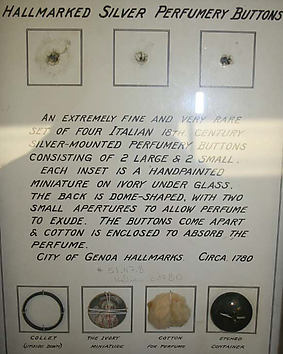 HALLMARKED SILVER PERFUMERY BUTTONS
AN EXTREMELY FINE AND VERY RARE
SET OF FOUR ITALIAN 18TH CENTURY
SILVER-MOUNTED PERFUMERY BUTTONS
CONSISTING OF 2 LARGE & 2 SMALL.
EACH INSET IS A HANDPAINTED
MINIATURE ON IVORY UNDER GLASS.
THE BACK IS DOME-SHAPED, WITH TWO
SMALL APERTURES TO ALLOW PERFUME
TO EXUDE. THE BUTTONS COME APART
& COTTON IS ENCLOSED TO ABSORB THE
PERFUME.
CITY OF GENOA HALLMARKS. CIRCA 1780
COLLET
(UPSIDE DOWN)
THE IVORY
MINIATURE
COTTON
FOR PERFUME
ETCHED
CONTAINER